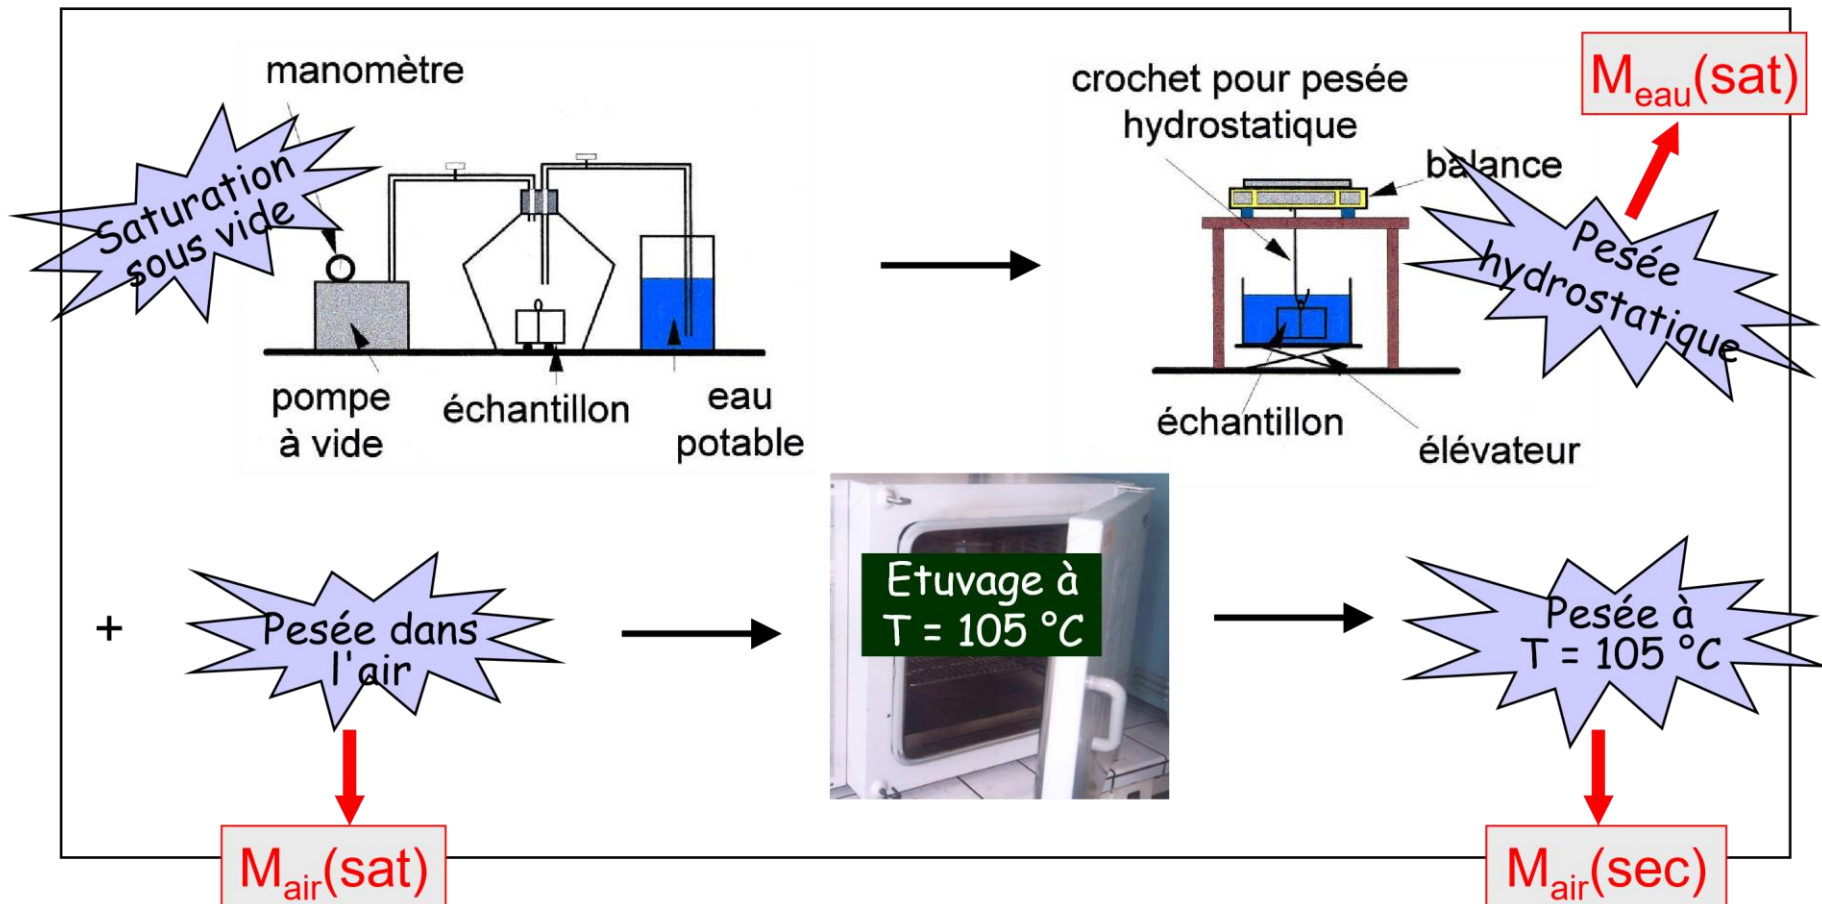 manomètre
Saturation
sous vide
pompe
à vide
échantillon
eau
potable
crochet pour pesée
hydrostatique
balance
échantillon
élévateur
Pesée
hydrostatique
Meau(sat)
+
Pesée dans
l'air
Mair(sat)
Etuvage à
T = 105 °C
Pesée à
T = 105 °C
Mair(sec)